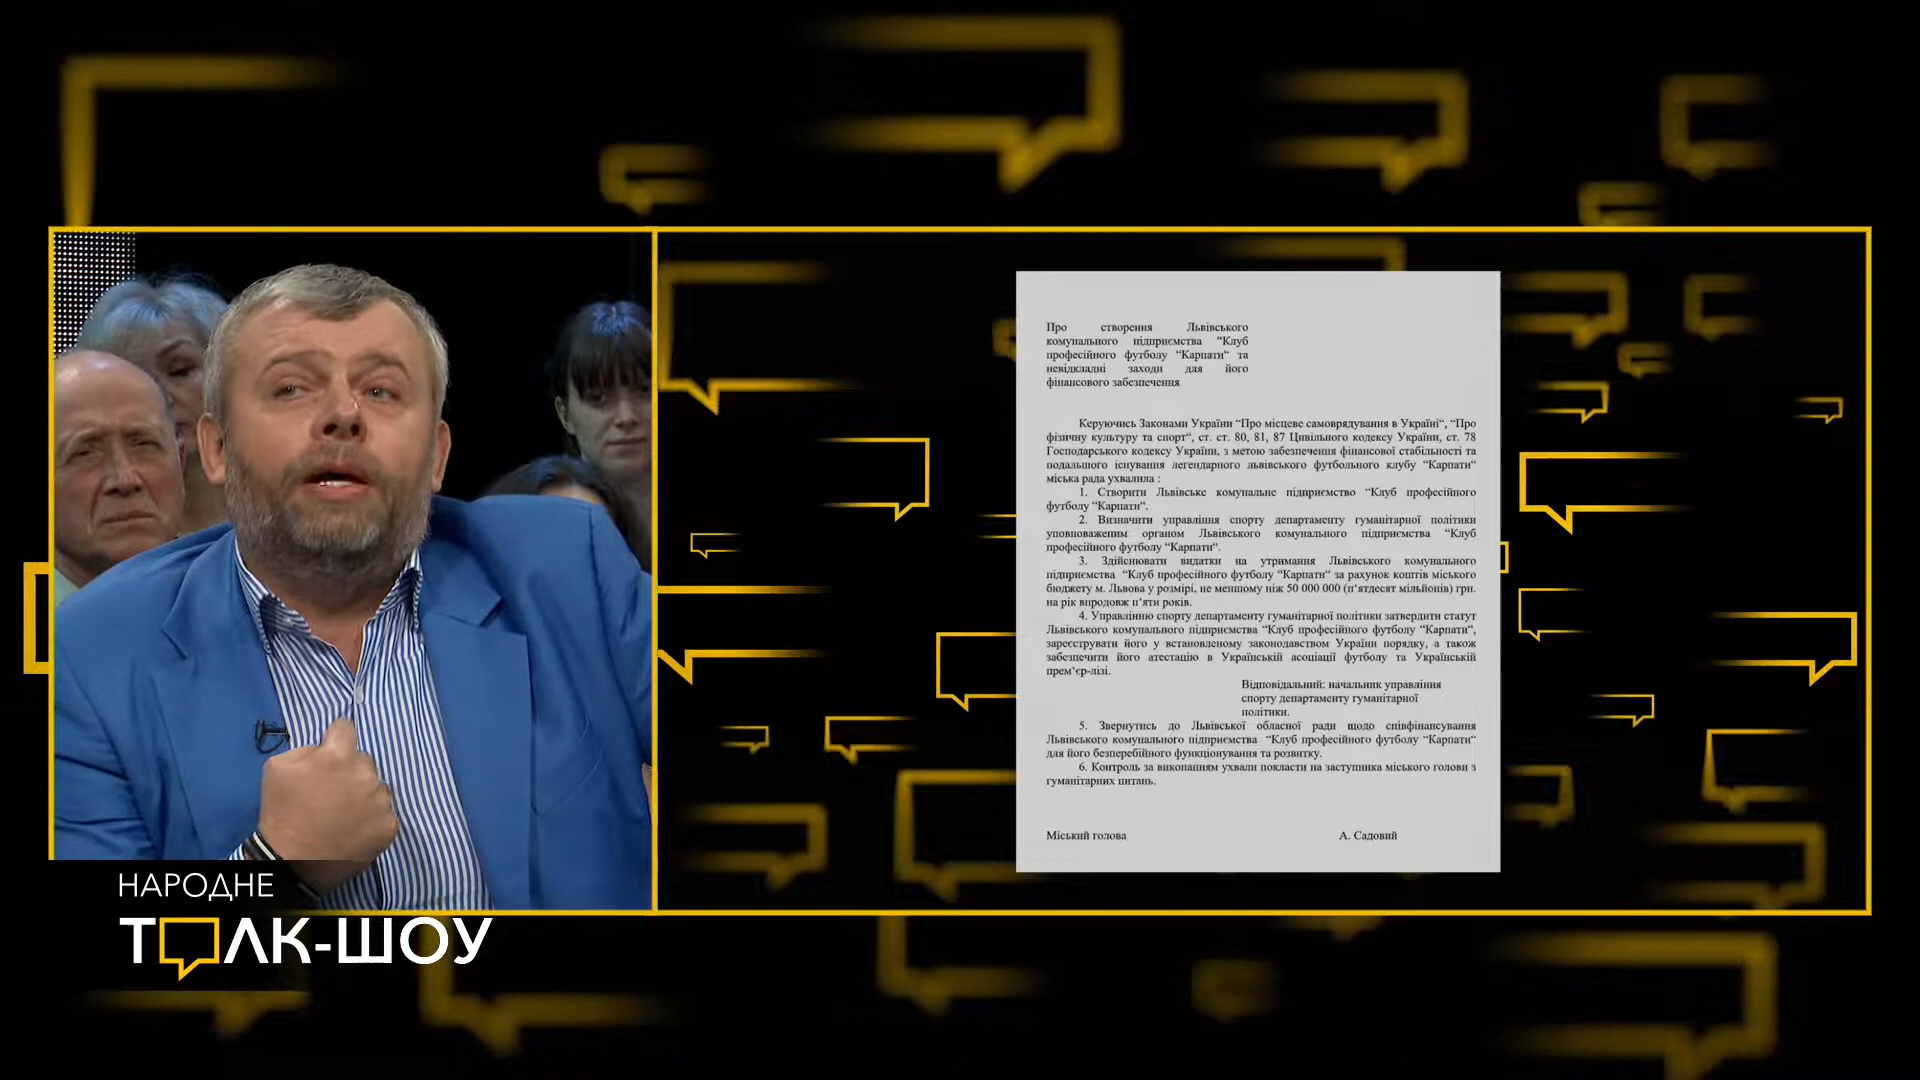 Про створення Львівського
комунального підприємства “Клуб
професійного футболу “Карпати“ та
невідкладні заходи для його
фінансового забезпечення
Керуючись Законами України “Про місцеве самоврядування в Україні“, “Про
фізичну культуру та спорт“, ст. ст. 80, 81, 87 Цивільного кодексу України, ст. 78
Господарського кодексу України, з метою забезпечення фінансової стабільності та
подальшого існування легендарного львівського футбольного клубу “Карпати“
міська рада ухвалила :
1. Створити Львівське комунальне підприємство “Клуб професійного
футболу “Карпати“.
2. Визначити управління спорту департаменту гуманітарної політики
уповноваженим органом Львівського комунального підприємства “Клуб
професійного футболу “Карпати“.
3. Здійснювати видатки на утримання Львівського комунального
підприємства “Клуб професійного футболу “Карпати“ за рахунок коштів міського
бюджету м. Львова у розмірі, не меншому ніж 50 000 000 (п‘ятдесят мільйонів) грн.
на рік впродовж п‘яти років.
4. Управлінню спорту департаменту гуманітарної політики затвердити статут
Львівського комунального підприємства “Клуб професійного футболу “Карпати“,
зареєструвати його у встановленому законодавством України порядку, а також
забезпечити його атестацію в Українській асоціації футболу та Українській
прем‘єр-лізі.
Відповідальний: начальник управління
спорту департаменту гуманітарної
політики.
5. Звернутись до Львівської обласної ради щодо співфінансування
Львівського комунального підприємства “Клуб професійного футболу “Карпати“
для його безперебійного функціонування та розвитку.
6. Контроль за виконанням ухвали покласти на заступника міського голови з
гуманітарних питань.
Міський голова А. Садовий
НАРОДНЕ
ТОЛК-ШОУ